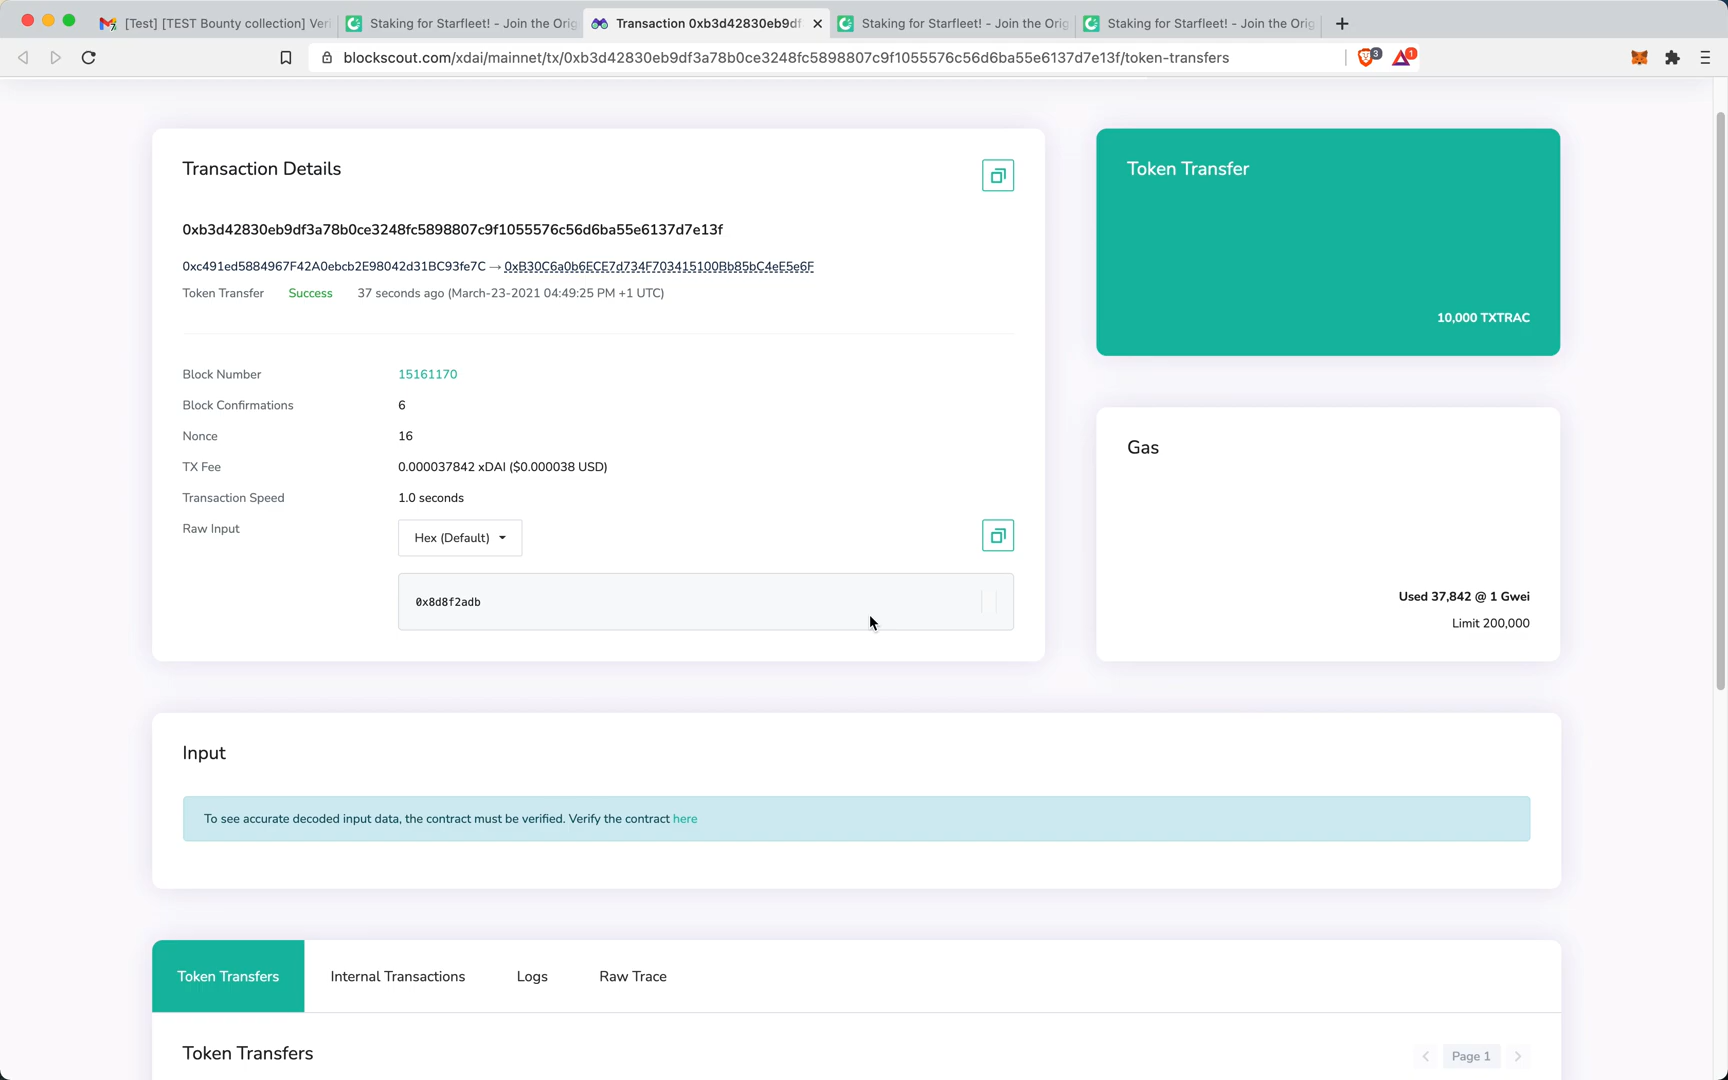 [Test] [TEST Bounty collection] Veri
Staking for Starfleet! - Join the Orig
Transaction 0xb3d42830eb9df
Staking for Starfleet! - Join the Orig
Staking for Starfleet! - Join the Orig
blockscout.com/xdai/mainnet/tx/0xb3d42830eb9df3a78b0ce3248fc5898807c9f1055576c56d6ba55e6137d7e13f/token-transfers
3
1
Transaction Details
0xb3d42830eb9df3a78b0ce3248fc5898807c9f1055576c56d6ba55e6137d7e13f
0xc491ed5884967F42A0ebcb2E98042d31BC93fe7C → 0xB30C6a0b6ECE7d734F703415100Bb85bC4eE5e6F
Token Transfer Success 37 seconds ago (March-23-2021 04:49:25 PM +1 UTC)
Block Number 15161170
Block Confirmations 6
Nonce 16
TX Fee 0.000037842 xDAI ($0.000038 USD)
Transaction Speed 1.0 seconds
Raw Input Hex (Default)
0x8d8f2adb
Token Transfer
10,000 TXTRAC
Gas
Used 37,842 @ 1 Gwei
Limit 200,000
Input
To see accurate decoded input data, the contract must be verified. Verify the contract here
Token Transfers Internal Transactions Logs Raw Trace
Token Transfers
Page 1